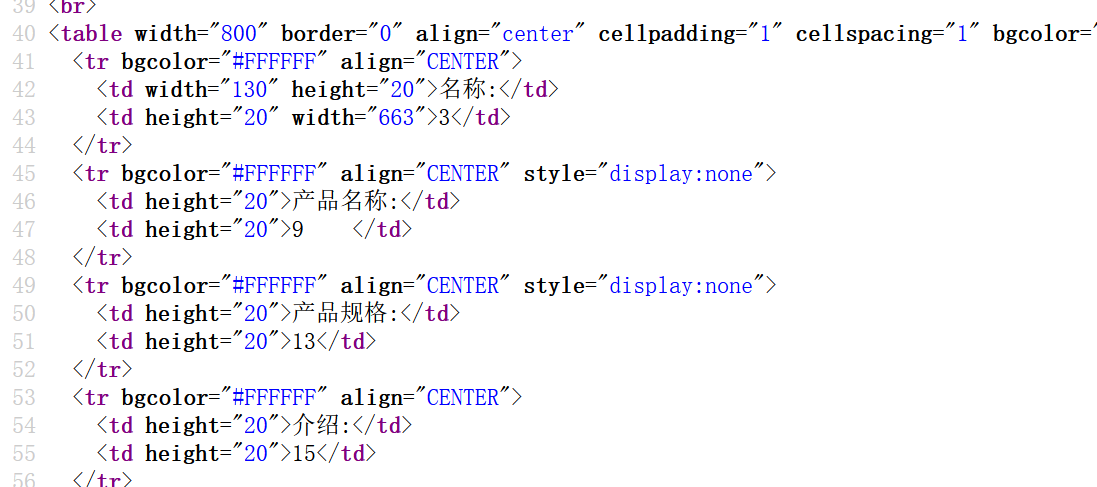 39 <br>
40 <table width="800" border="0" align="center" cellpadding="1" cellspacing="1" bgcolor="
41 <tr bgcolor="#FFFFFF" align="CENTER">
42 <td width="130" height="20">名称:</td>
43 <td height="20" width="663">3</td>
44 </tr>
45 <tr bgcolor="#FFFFFF" align="CENTER" style="display:none">
46 <td height="20">产品名称:</td>
47 <td height="20">9    </td>
48 </tr>
49 <tr bgcolor="#FFFFFF" align="CENTER" style="display:none">
50 <td height="20">产品规格:</td>
51 <td height="20">13</td>
52 </tr>
53 <tr bgcolor="#FFFFFF" align="CENTER">
54 <td height="20">介绍:</td>
55 <td height="20">15</td>
56 </tr>